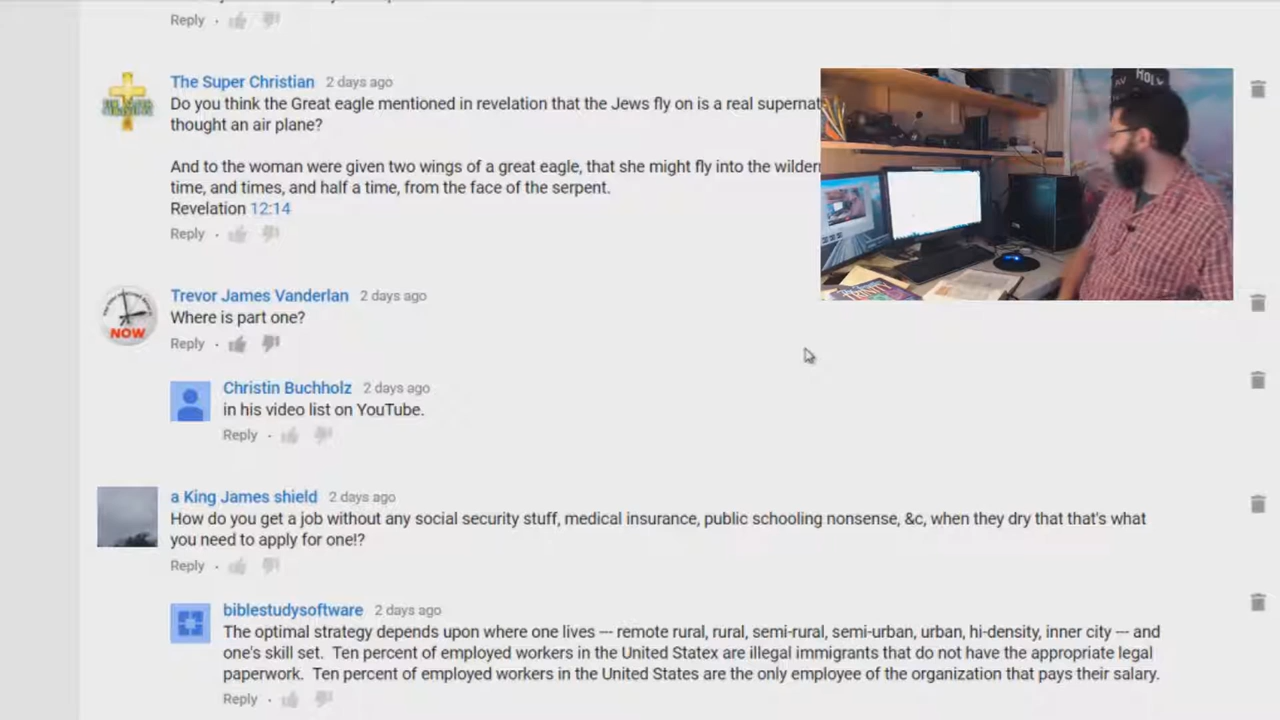 Reply
The Super Christian 2 days ago
Do you think the Great eagle mentioned in revelation that the Jews fly on is a real
thought an air plane?
And to the woman were given two wings of a great eagle, that she might fly into the
time, and times, and half a time, from the face of the serpent.
Revelation 12:14
Reply
HOLY
Trevor James Vanderlan 2 days ago
NOW
Where is part one?
Reply
Christin Buchholz 2 days ago
in his video list on YouTube.
Reply
a King James shield 2 days ago
How do you get a job without any social security stuff, medical insurance, public schooling nonsense, &c, when they dry that that's what
you need to apply for one!?
Reply
biblestudysoftware 2 days ago
The optimal strategy depends upon where one lives --- remote rural, rural, semi-rural, semi-urban, urban, hi-density, inner city --- and
one's skill set. Ten percent of employed workers in the United Statex are illegal immigrants that do not have the appropriate legal
paperwork. Ten percent of employed workers in the United States are the only employee of the organization that pays their salary.
Reply